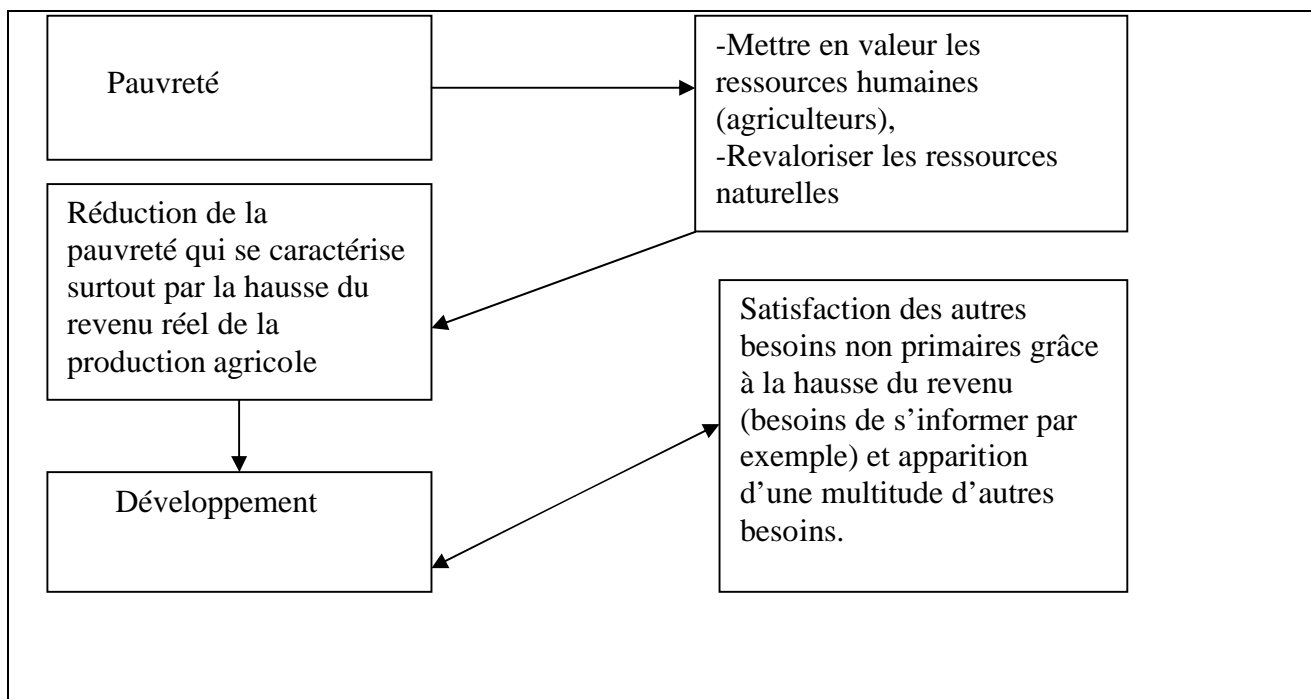 Pauvreté
-Mettre en valeur les
ressources humaines
(agriculteurs),
-Revaloriser les ressources
naturelles
Réduction de la
pauvreté qui se caractérise
surtout par la hausse du
revenu réel de la
production agricole
Satisfaction des autres
besoins non primaires grâce
à la hausse du revenu
(besoins de s’informer par
exemple) et apparition
d’une multitude d’autres
besoins.
Développement